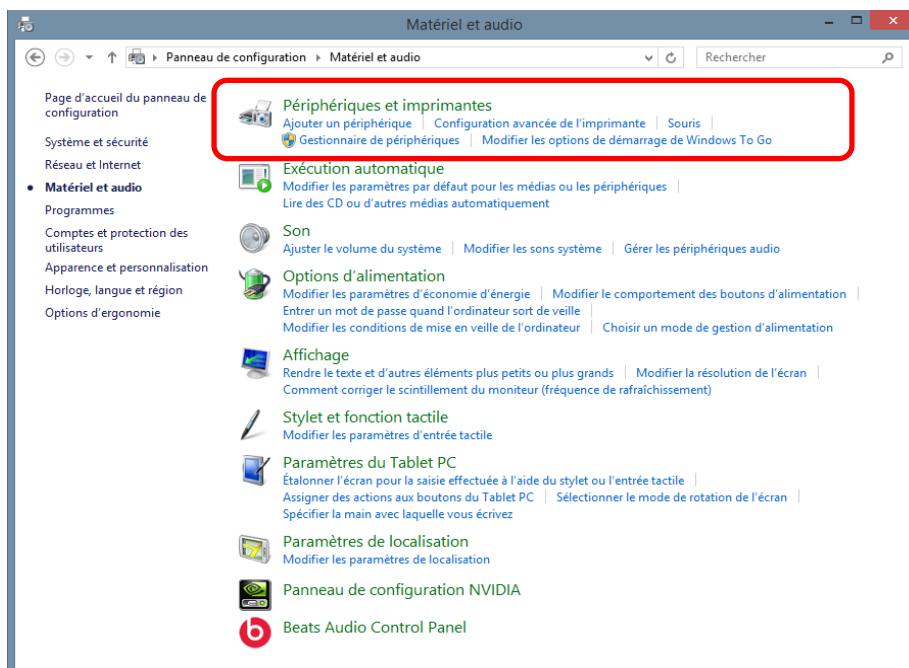 Matériel et audio
Panneau de configuration Matériel et audio
Rechercher
Page d'accueil du panneau de
configuration
Système et sécurité
Réseau et Internet
Matériel et audio
Programmes
Comptes et protection des
utilisateurs
Apparence et personnalisation
Horloge, langue et région
Options d'ergonomie
Périphériques et imprimantes
Ajouter un périphérique Configuration avancée de l'imprimante Souris
Gestionnaire de périphériques Modifier les options de démarrage de Windows To Go
Exécution automatique
Modifier les paramètres par défaut pour les médias ou les périphériques
Lire des CD ou d'autres médias automatiquement
Son
Ajuster le volume du système Modifier les sons système Gérer les périphériques audio
Options d'alimentation
Modifier les paramètres d'économie d'énergie Modifier le comportement des boutons d'alimentation
Entrer un mot de passe quand l'ordinateur sort de veille
Modifier les conditions de mise en veille de l'ordinateur Choisir un mode de gestion d'alimentation
Affichage
Rendre le texte et d'autres éléments plus petits ou plus grands Modifier la résolution de l'écran
Comment corriger le scintillement du moniteur (fréquence de rafraîchissement)
Stylet et fonction tactile
Modifier les paramètres d'entrée tactile
Paramètres du Tablet PC
Étalonner l'écran pour la saisie effectuée à l'aide du stylet ou l'entrée tactile
Assigner des actions aux boutons du Tablet PC Sélectionner le mode de rotation de l'écran
Spécifier la main avec laquelle vous écrivez
Paramètres de localisation
Modifier les paramètres de localisation
Panneau de configuration NVIDIA
Beats Audio Control Panel